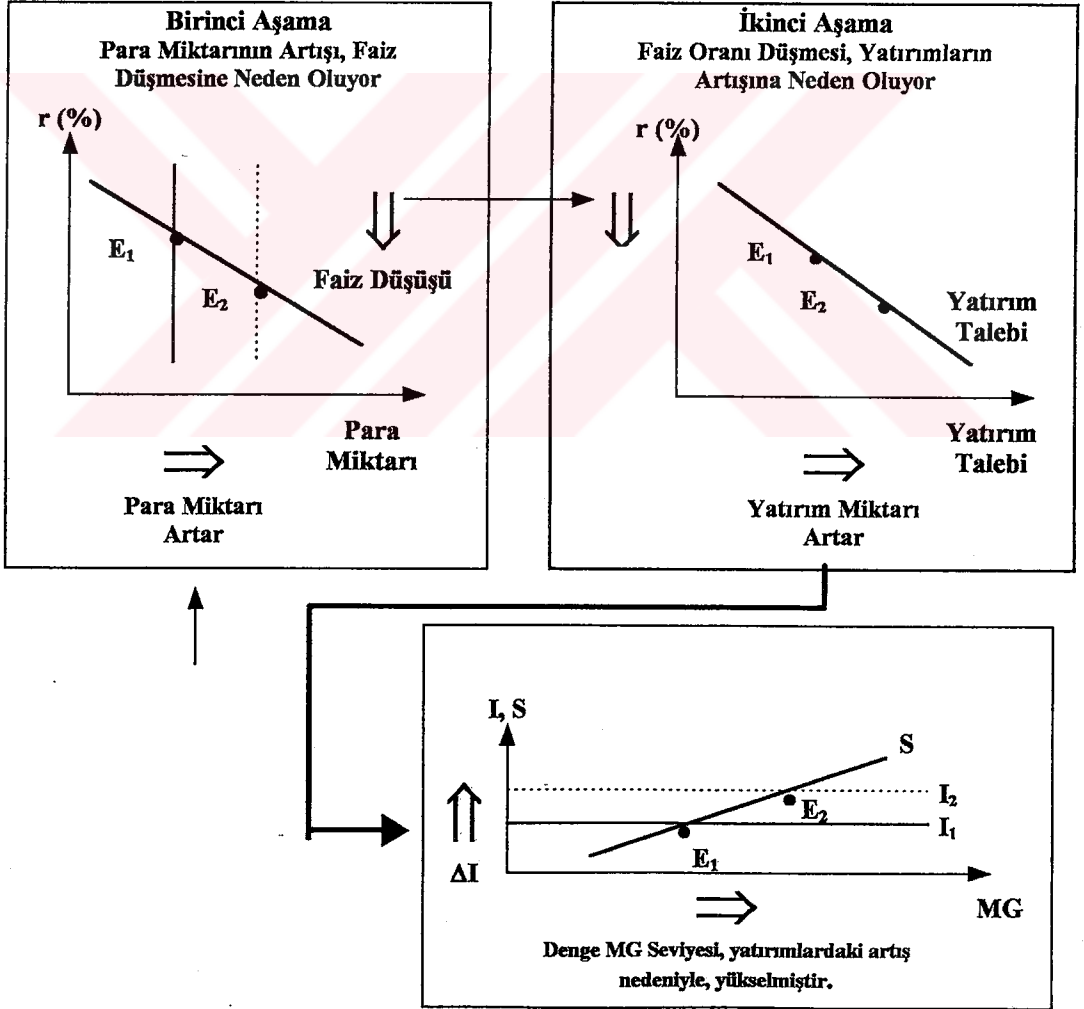 Birinci Aşama
Para Miktarının Artışı, Faiz
Düşmesine Neden Oluyor
r (%)
E₁
E₂
Faiz Düşüşü
Para
Miktarı
Para Miktarı
Artar
İkinci Aşama
Faiz Oranı Düşmesi, Yatırımların
Artışına Neden Oluyor
r (%)
E₁
E₂
Yatırım
Talebi
Yatırım
Talebi
Yatırım Miktarı
Artar
I, S
S
I₂
E₂
I₁
E₁
ΔI
MG
Denge MG Seviyesi, yatırımlardaki artış
nedeniyle, yükselmiştir.